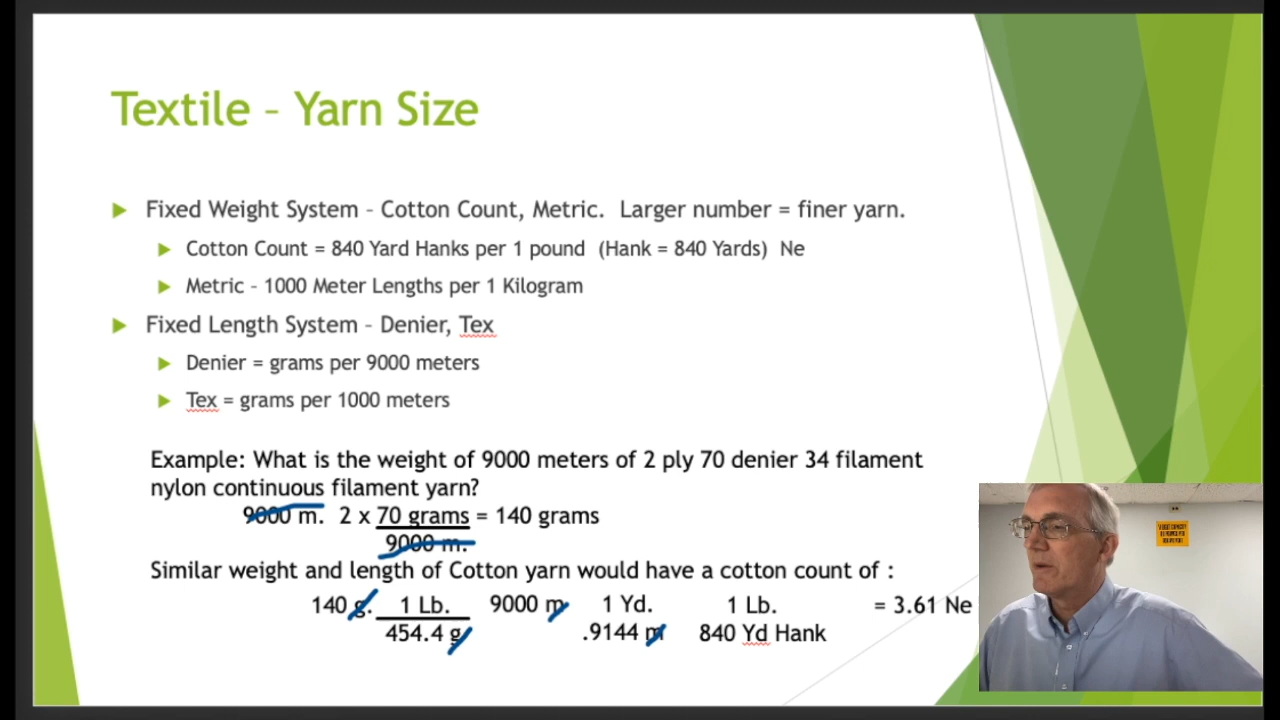 Textile – Yarn Size
Fixed Weight System – Cotton Count, Metric. Larger number = finer yarn.
Cotton Count = 840 Yard Hanks per 1 pound (Hank = 840 Yards) Ne
Metric – 1000 Meter Lengths per 1 Kilogram
Fixed Length System – Denier, Tex
Denier = grams per 9000 meters
Tex = grams per 1000 meters
Example: What is the weight of 9000 meters of 2 ply 70 denier 34 filament
nylon continuous filament yarn?
9000 m. 2 x 70 grams = 140 grams
9000 m.
Similar weight and length of Cotton yarn would have a cotton count of :
140 g. 1 Lb. 9000 m 1 Yd. 1 Lb. = 3.61 Ne
454.4 g .9144 m 840 Yd Hank